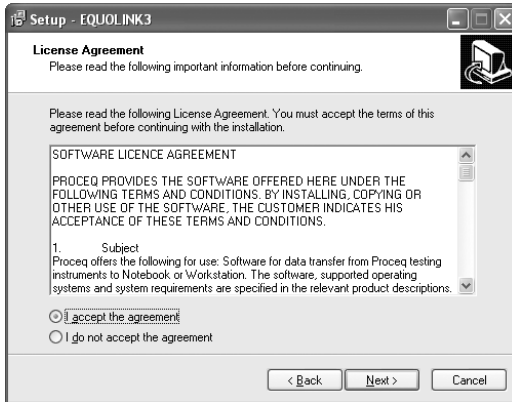 Setup - EQUOLINK3
License Agreement
Please read the following important information before continuing.
Please read the following License Agreement. You must accept the terms of this
agreement before continuing with the installation.
SOFTWARE LICENCE AGREEMENT
PROCEQ PROVIDES THE SOFTWARE OFFERED HERE UNDER THE
FOLLOWING TERMS AND CONDITIONS. BY INSTALLING, COPYING OR
OTHER USE OF THE SOFTWARE, THE CUSTOMER INDICATES HIS
ACCEPTANCE OF THESE TERMS AND CONDITIONS.
1. Subject
Proceq offers the following for use: Software for data transfer from Proceq testing
instruments to Notebook or Workstation. The software, supported operating
systems and system requirements are specified in the relevant product descriptions.
I accept the agreement
I do not accept the agreement
< Back Next > Cancel